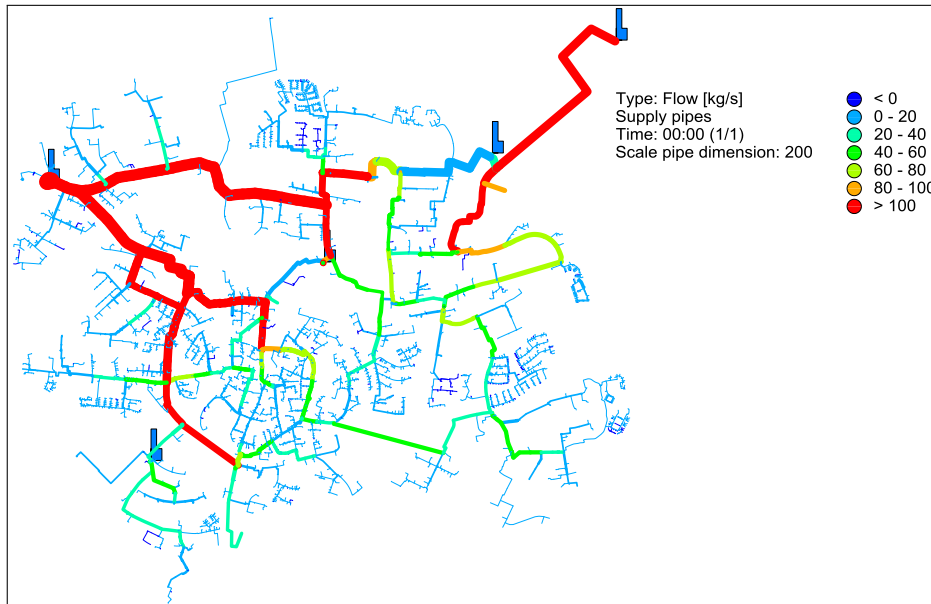 Type: Flow [kg/s]
Supply pipes
Time: 00:00 (1/1)
Scale pipe dimension: 200
< 0
0 - 20
20 - 40
40 - 60
60 - 80
80 - 100
> 100